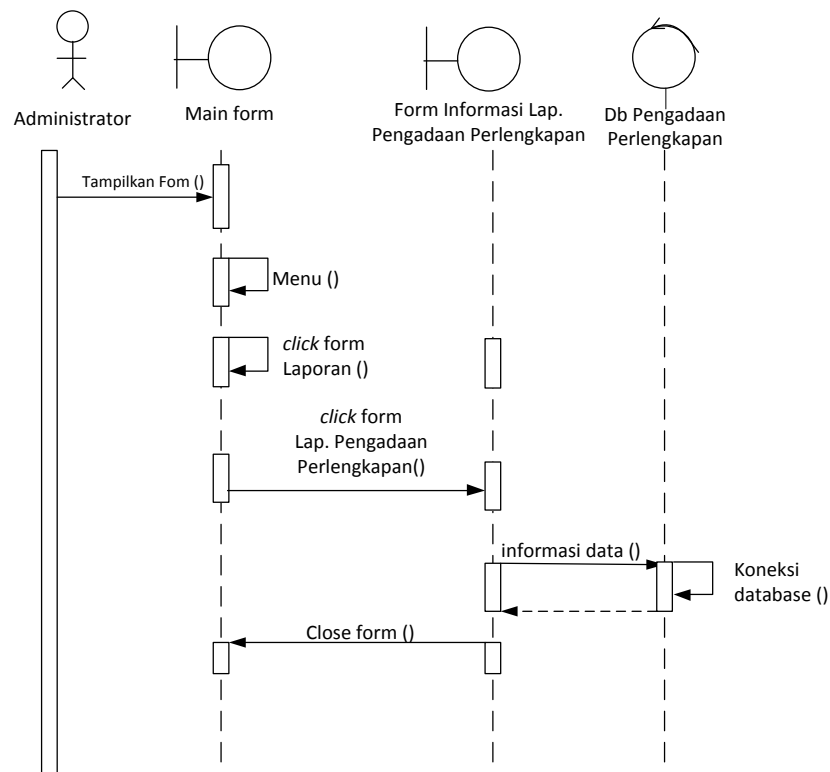 Administrator
Main form
Form Informasi Lap.
Pengadaan Perlengkapan
Db Pengadaan
Perlengkapan
Tampilkan Fom ()
Menu ()
click form
Laporan ()
click form
Lap. Pengadaan
Perlengkapan()
informasi data ()
Koneksi
database ()
Close form ()